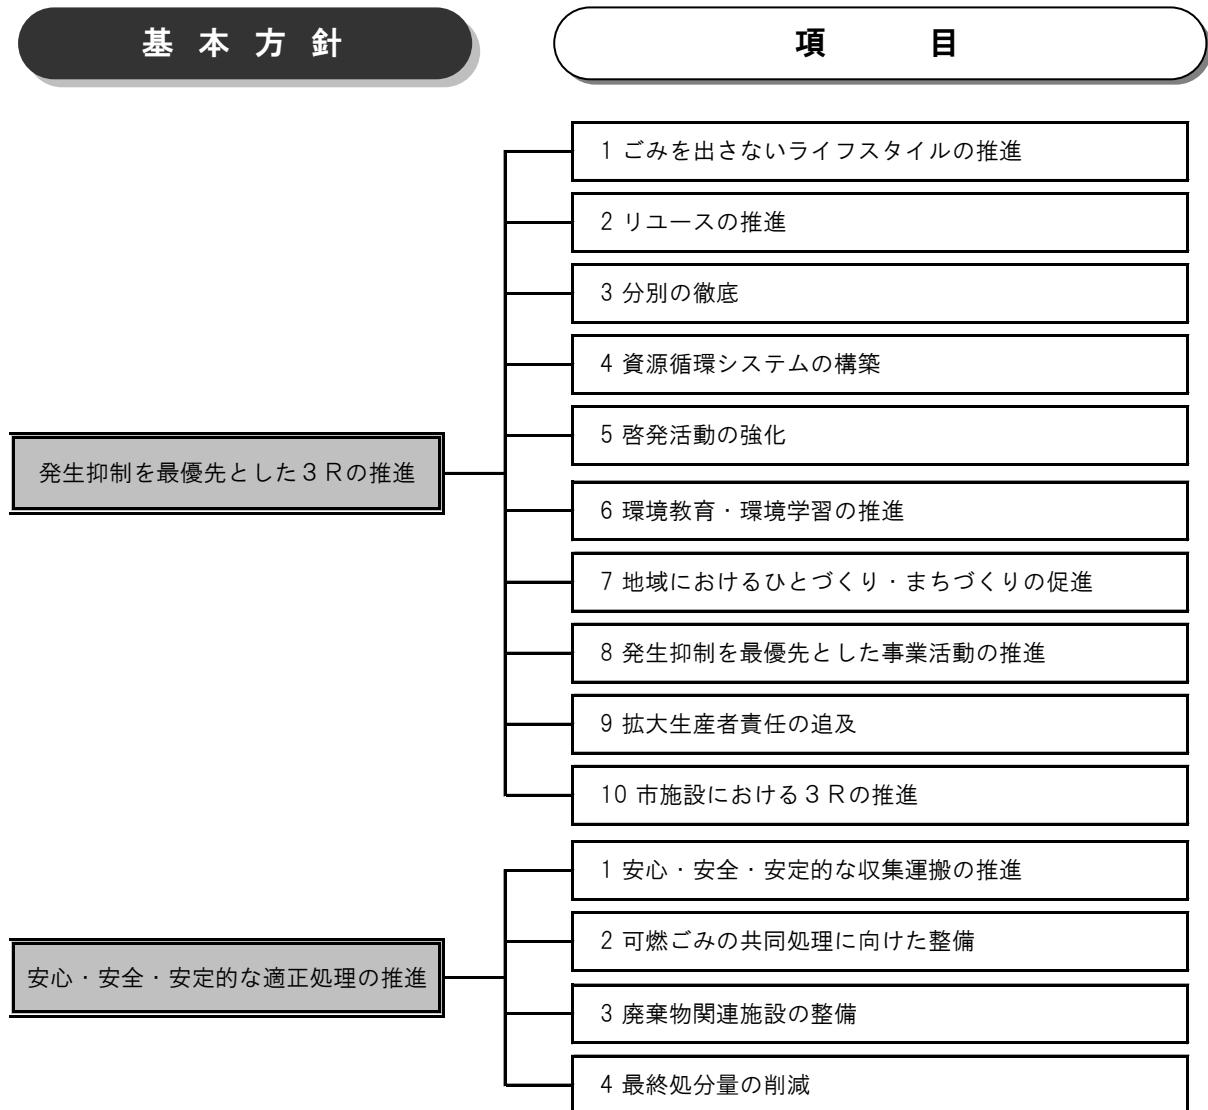 基本方針
項目
1 ごみを出さないライフスタイルの推進
2 リユースの推進
3 分別の徹底
4 資源循環システムの構築
5 啓発活動の強化
発生抑制を最優先とした３Ｒの推進
6 環境教育・環境学習の推進
7 地域におけるひとづくり・まちづくりの促進
8 発生抑制を最優先とした事業活動の推進
9 拡大生産者責任の追及
10 市施設における３Ｒの推進
1 安心・安全・安定的な収集運搬の推進
2 可燃ごみの共同処理に向けた整備
安心・安全・安定的な適正処理の推進
3 廃棄物関連施設の整備
4 最終処分量の削減